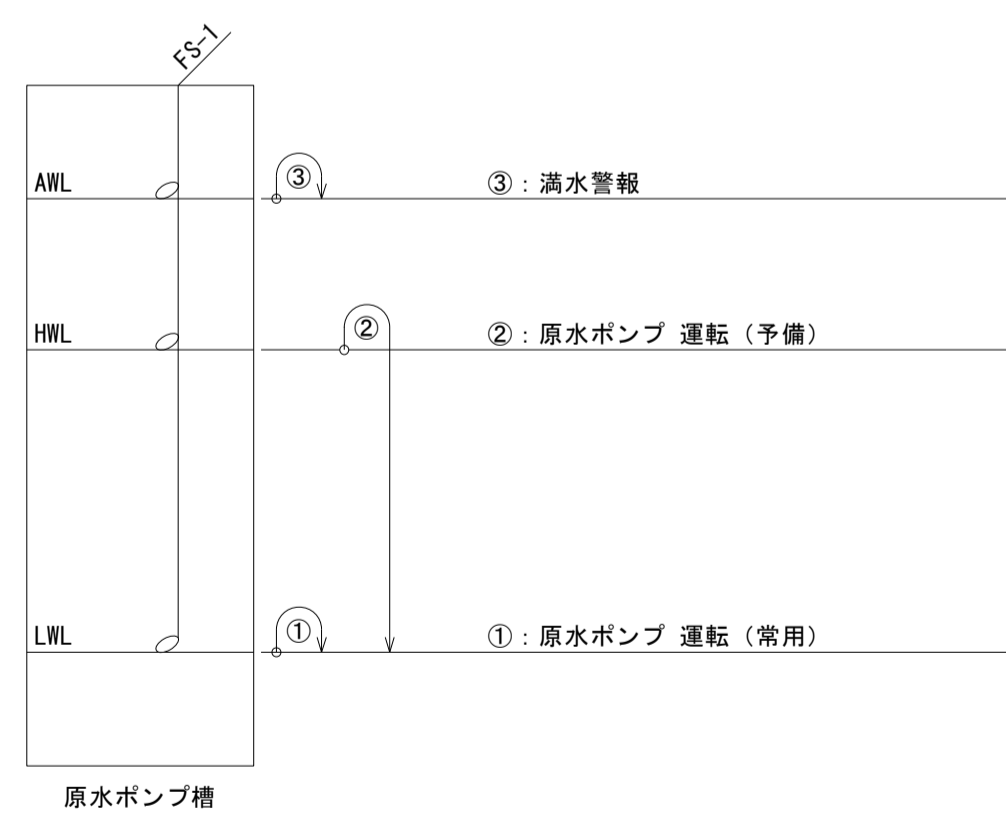 FS-1
AWL
③
③：満水警報
HWL
②
②：原水ポンプ 運転（予備）
LWL
①
①：原水ポンプ 運転（常用）
原水ポンプ槽